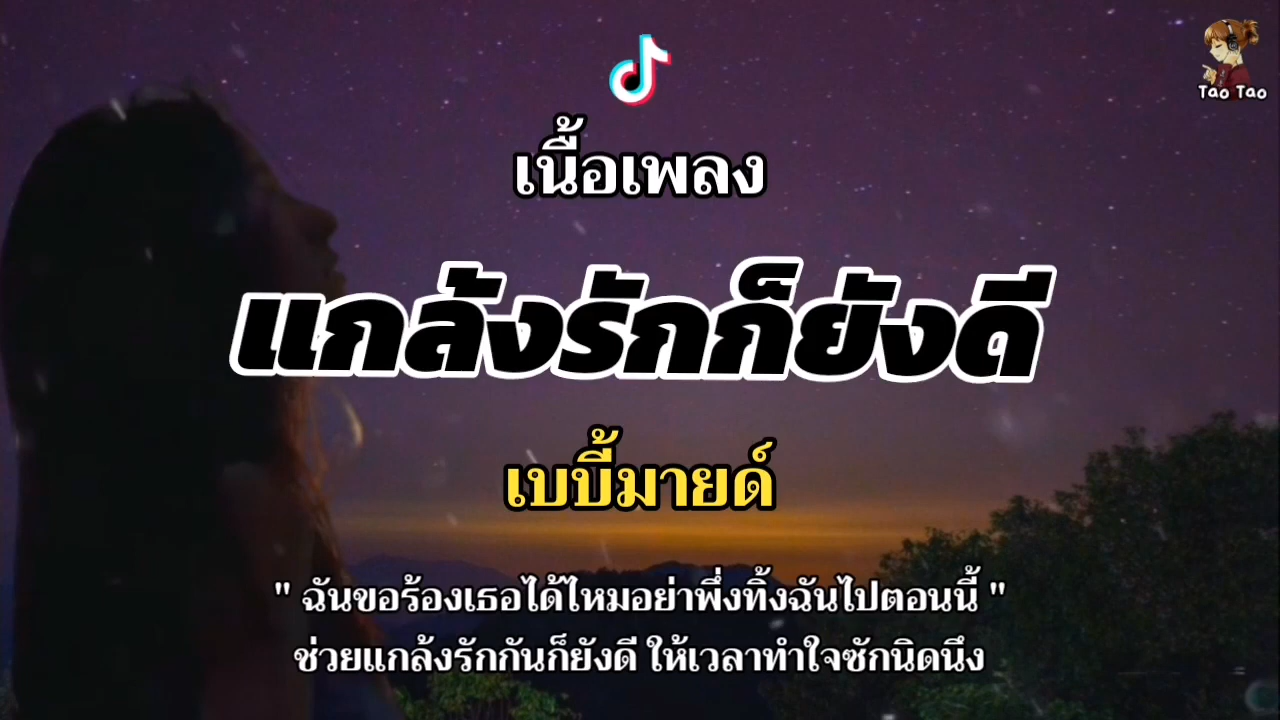 Tao Tao
เนื้อเพลง
แกล้งรักก็ยังดี
เบบี้มายด์
" ฉันขอร้องเธอได้ไหมอย่าพึ่งทิ้งฉันไปตอนนี้ "
ช่วยแกล้งรักกันก็ยังดี ให้เวลาทำใจซักนิดนึง